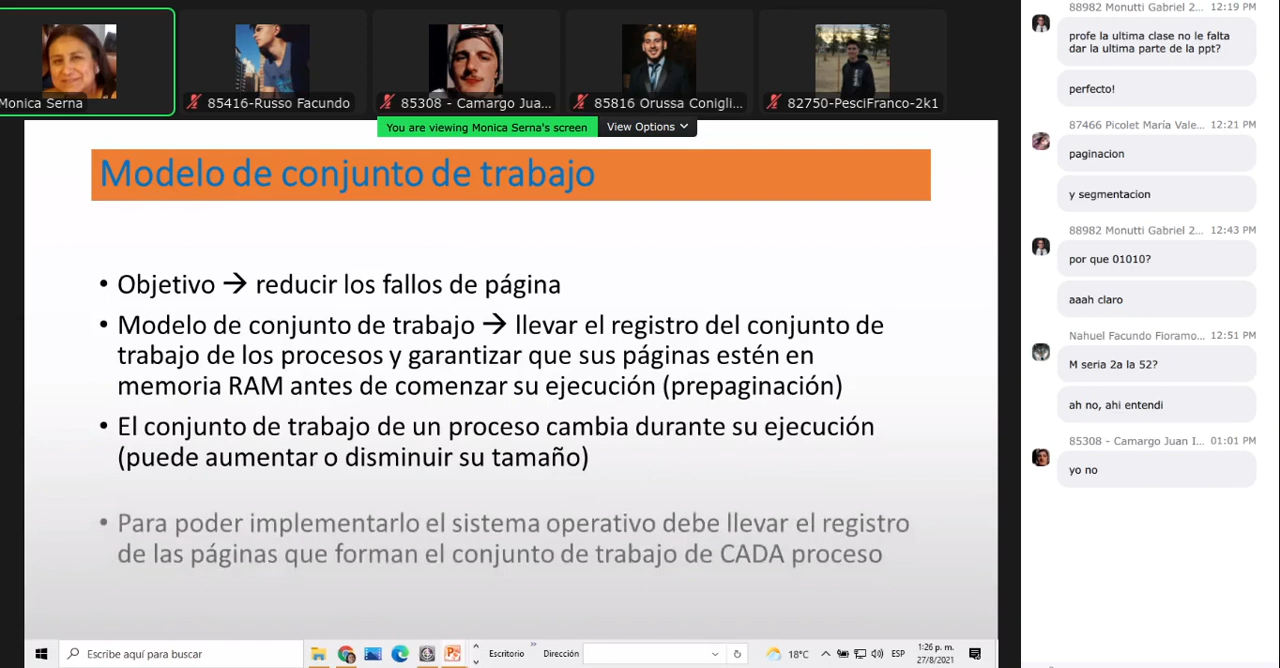 Monica Serna
85416-Russo Facundo
85308 - Camargo Jua...
85816 Orussa Conigli...
82750-PesciFranco-2k1
You are viewing Monica Serna's screen
View Options
Modelo de conjunto de trabajo
• Objetivo → reducir los fallos de página
• Modelo de conjunto de trabajo → llevar el registro del conjunto de
trabajo de los procesos y garantizar que sus páginas estén en
memoria RAM antes de comenzar su ejecución (prepaginación)
• El conjunto de trabajo de un proceso cambia durante su ejecución
(puede aumentar o disminuir su tamaño)
• Para poder implementarlo el sistema operativo debe llevar el registro
de las páginas que forman el conjunto de trabajo de CADA proceso
Escribe aquí para buscar
Escritorio
Dirección
18°C
ESP
1:26 p. m.
27/8/2021
88982 Monutti Gabriel 2... 12:19 PM
profe la ultima clase no le falta
dar la ultima parte de la ppt?
perfecto!
87466 Picolet María Vale... 12:21 PM
paginacion
y segmentacion
88982 Monutti Gabriel 2... 12:43 PM
por que 01010?
aaah claro
Nahuel Facundo Fioramo... 12:51 PM
M seria 2a la 52?
ah no, ahi entendi
85308 - Camargo Juan I... 01:01 PM
yo no